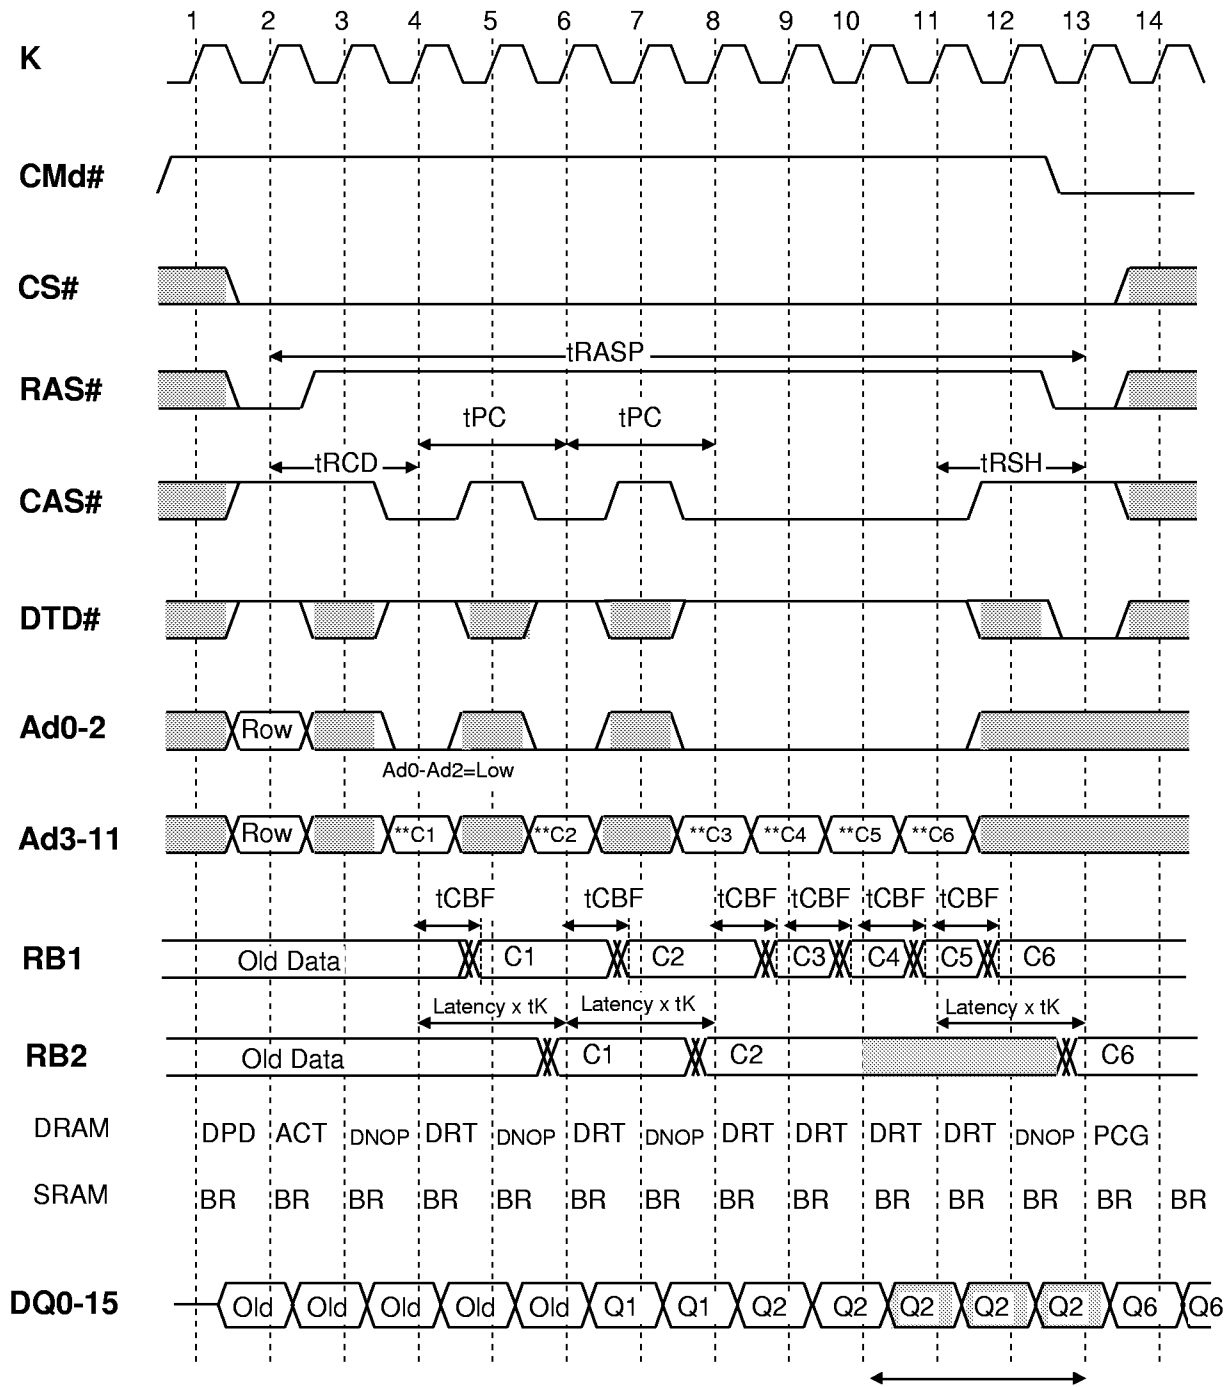 1 2 3 4 5 6 7 8 9 10 11 12 13 14
K
CMd#
CS#
tRASP
RAS#
tPC tPC
tRCD tRSH
CAS#
DTD#
Ad0-2 Row
Ad0-Ad2=Low
Ad3-11 Row **C1 **C2 **C3 **C4 **C5 **C6
tCBF tCBF tCBF tCBF tCBF tCBF
RB1 Old Data C1 C2 C3 C4 C5 C6
Latency x tK Latency x tK Latency x tK
RB2 Old Data C1 C2 C6
DRAM DPD ACT DNOP DRT DNOP DRT DNOP DRT DRT DRT DRT DNOP PCG
SRAM BR BR BR BR BR BR BR BR BR BR BR BR BR BR
DQ0-15 Old Old Old Old Old Q1 Q1 Q2 Q2 Q2 Q2 Q2 Q6 Q6